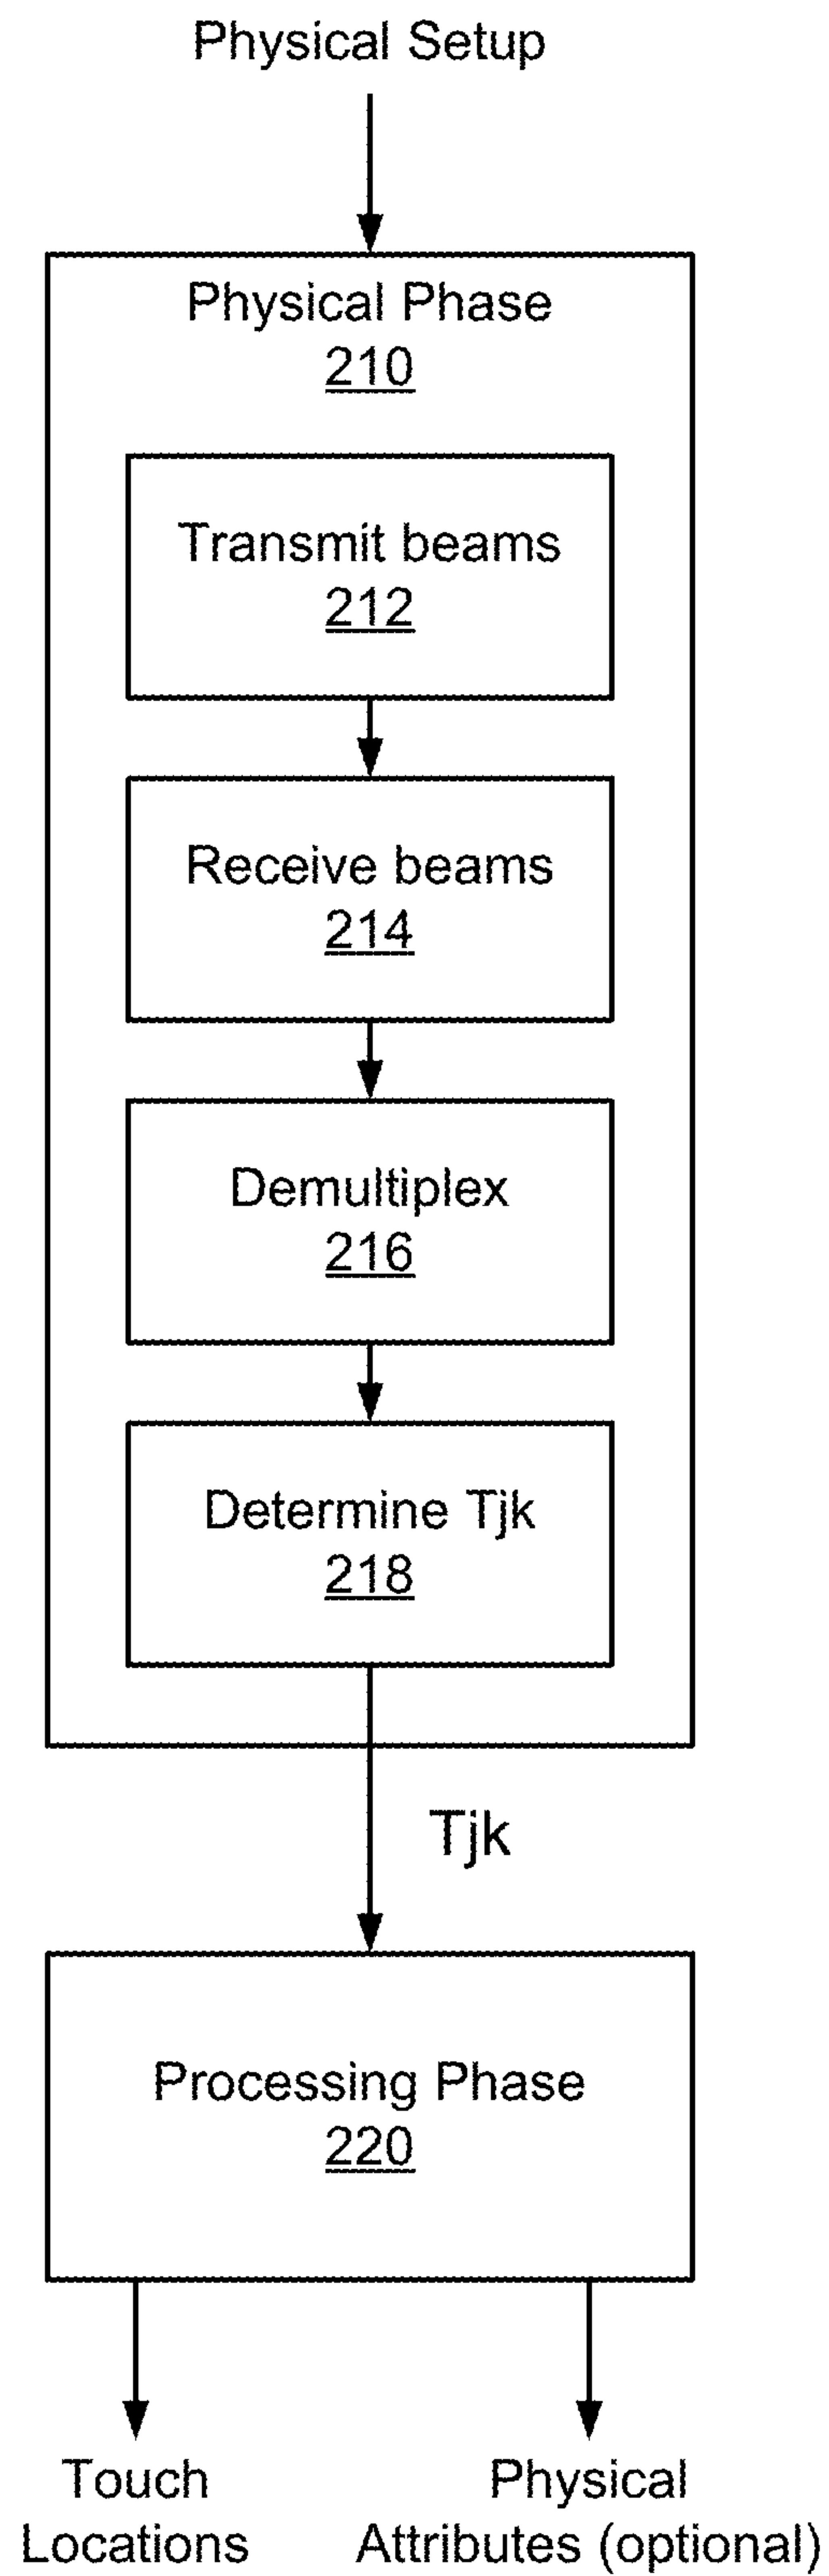 Physical Setup
Physical Phase
210
Transmit beams
212
Receive beams
214
Demultiplex
216
Determine Tjk
218
Tjk
Processing Phase
220
Touch
Locations
Physical
Attributes (optional)